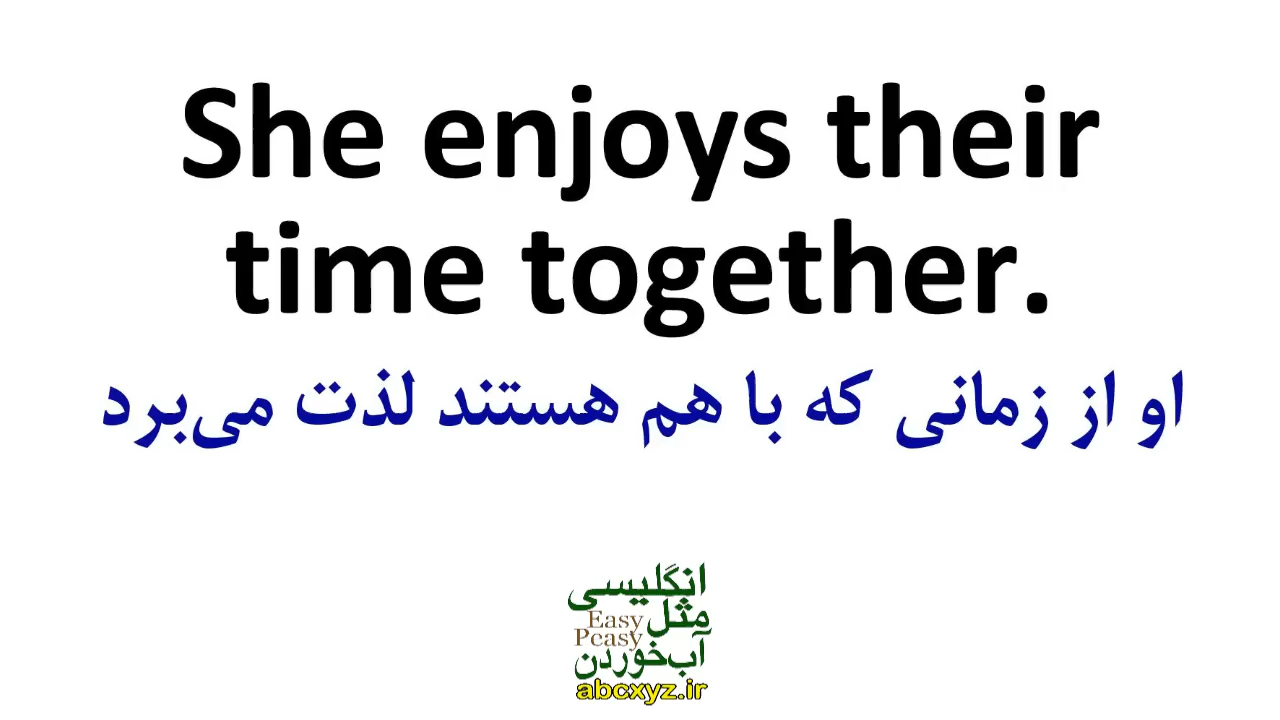 She enjoys their
time together.
او از زمانی که با هم هستند لذت می‌برد
انگلیسی
مثل
Easy
Peasy
آب‌خوردن
abcxyz.ir